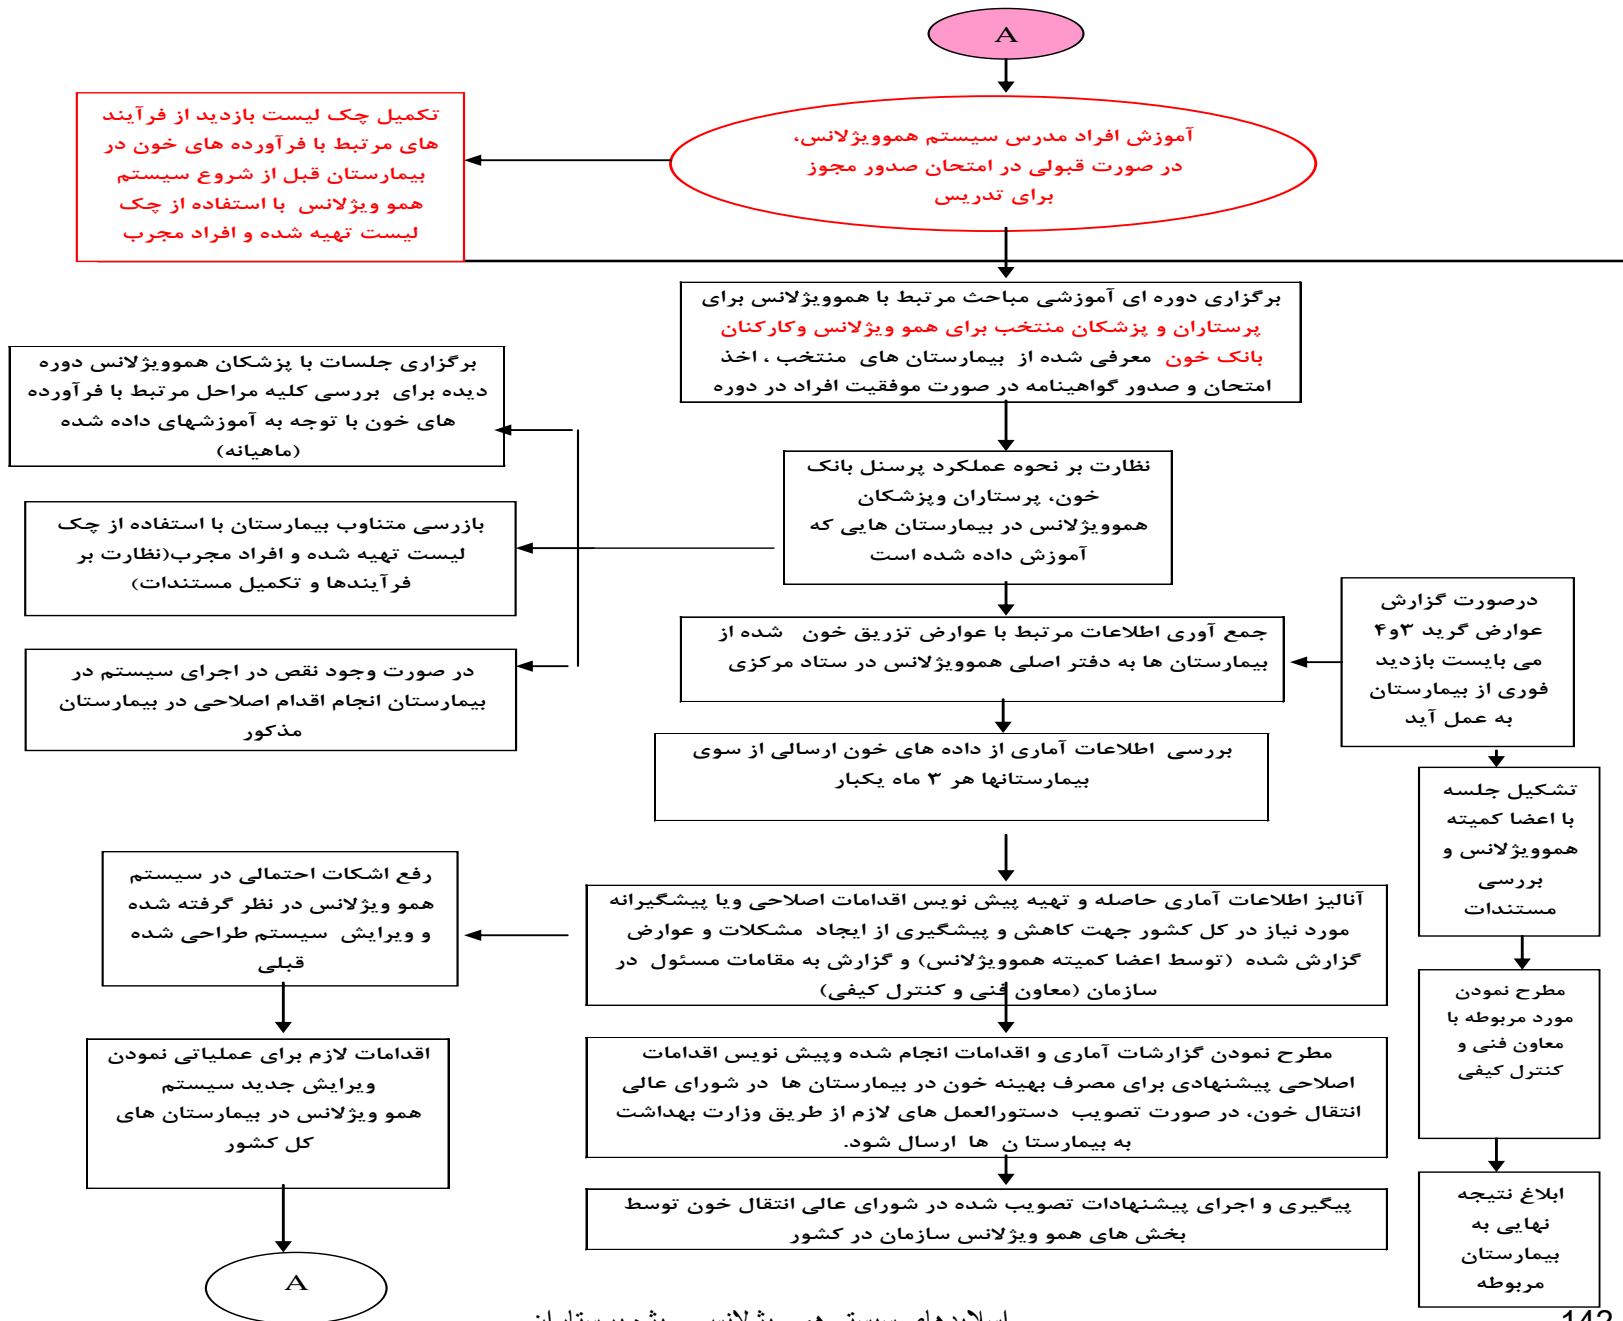 A
آموزش افراد مدرس سیستم هموویژلانس،
در صورت قبولی در امتحان صدور مجوز
برای تدریس
تکمیل چک لیست بازدید از فرآیند
های مرتبط با فرآورده های خون در
بیمارستان قبل از شروع سیستم
همو ویژلانس با استفاده از چک
لیست تهیه شده و افراد مجرب
برگزاری دوره ای آموزشی مباحث مرتبط با هموویژلانس برای
پرستاران و پزشکان منتخب برای همو ویژلانس وکارکنان
بانک خون معرفی شده از بیمارستان های منتخب ، اخذ
امتحان و صدور گواهینامه در صورت موفقیت افراد در دوره
برگزاری جلسات با پزشکان هموویژلانس دوره
دیده برای بررسی کلیه مراحل مرتبط با فرآورده
های خون با توجه به آموزشهای داده شده
(ماهیانه)
نظارت بر نحوه عملکرد پرسنل بانک
خون، پرستاران وپزشکان
هموویژلانس در بیمارستان هایی که
آموزش داده شده است
بازرسی متناوب بیمارستان با استفاده از چک
لیست تهیه شده و افراد مجرب(نظارت بر
فرآیندها و تکمیل مستندات)
در صورت وجود نقص در اجرای سیستم در
بیمارستان انجام اقدام اصلاحی در بیمارستان
مذکور
جمع آوری اطلاعات مرتبط با عوارض تزریق خون شده از
بیمارستان ها به دفتر اصلی هموویژلانس در ستاد مرکزی
درصورت گزارش
عوارض گرید ۳و۴
می بایست بازدید
فوری از بیمارستان
به عمل آید
بررسی اطلاعات آماری از داده های خون ارسالی از سوی
بیمارستانها هر ۳ ماه یکبار
تشکیل جلسه
با اعضا کمیته
هموویژلانس و
بررسی
مستندات
آنالیز اطلاعات آماری حاصله و تهیه پیش نویس اقدامات اصلاحی ویا پیشگیرانه
مورد نیاز در کل کشور جهت کاهش و پیشگیری از ایجاد مشکلات و عوارض
گزارش شده (توسط اعضا کمیته هموویژلانس) و گزارش به مقامات مسئول در
سازمان (معاون فنی و کنترل کیفی)
رفع اشکات احتمالی در سیستم
همو ویژلانس در نظر گرفته شده
و ویرایش سیستم طراحی شده
قبلی
مطرح نمودن
مورد مربوطه با
معاون فنی و
کنترل کیفی
مطرح نمودن گزارشات آماری و اقدامات انجام شده وپیش نویس اقدامات
اصلاحی پیشنهادی برای مصرف بهینه خون در بیمارستان ها در شورای عالی
انتقال خون، در صورت تصویب دستورالعمل های لازم از طریق وزارت بهداشت
به بیمارستا ن ها ارسال شود.
اقدامات لازم برای عملیاتی نمودن
ویرایش جدید سیستم
همو ویژلانس در بیمارستان های
کل کشور
پیگیری و اجرای پیشنهادات تصویب شده در شورای عالی انتقال خون توسط
بخش های همو ویژلانس سازمان در کشور
ابلاغ نتیجه
نهایی به
بیمارستان
مربوطه
A
142